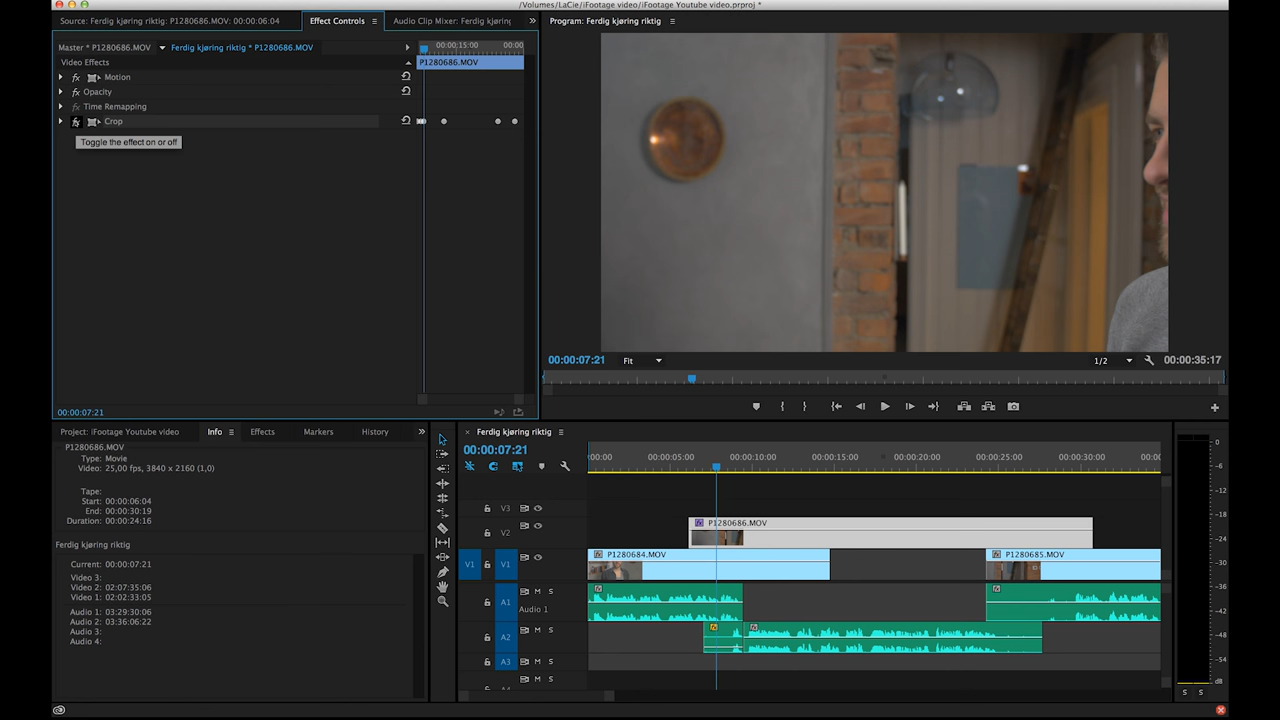 /Volumes/LaCie/iFootage video/iFootage Youtube video.prproj *
Source: Ferdig kjøring riktig: P1280686.MOV: 00:00:06:04
Effect Controls
Audio Clip Mixer: Ferdig kjøring
Program: Ferdig kjøring riktig
Master * P1280686.MOV
Ferdig kjøring riktig * P1280686.MOV
00:00:15:00
00:00
Video Effects
P1280686.MOV
Motion
Opacity
Time Remapping
Crop
Toggle the effect on or off
00:00:07:21
Fit
1/2
00:00:35:17
00:00:07:21
Project: iFootage Youtube video
Info
Effects
Markers
History
P1280686.MOV
Type: Movie
Video: 25,00 fps, 3840 x 2160 (1,0)
Tape:
Start: 00:00:06:04
End: 00:00:30:19
Duration: 00:00:24:16
Ferdig kjøring riktig
Current: 00:00:07:21
Video 3:
Video 2: 02:07:35:06
Video 1: 02:02:33:05
Audio 1: 03:29:30:06
Audio 2: 03:36:06:22
Audio 3:
Audio 4:
Ferdig kjøring riktig
00:00:07:21
:00:00
00:00:05:00
00:00:10:00
00:00:15:00
00:00:20:00
00:00:25:00
00:00:30:00
00:00
V3
V2
P1280686.MOV
V1
V1
P1280684.MOV
P1280685.MOV
A1
M
S
Audio 1
A2
M
S
A3
M
S
0
-6
-12
-18
-24
-30
-36
-42
-48
-54
dB
S
S